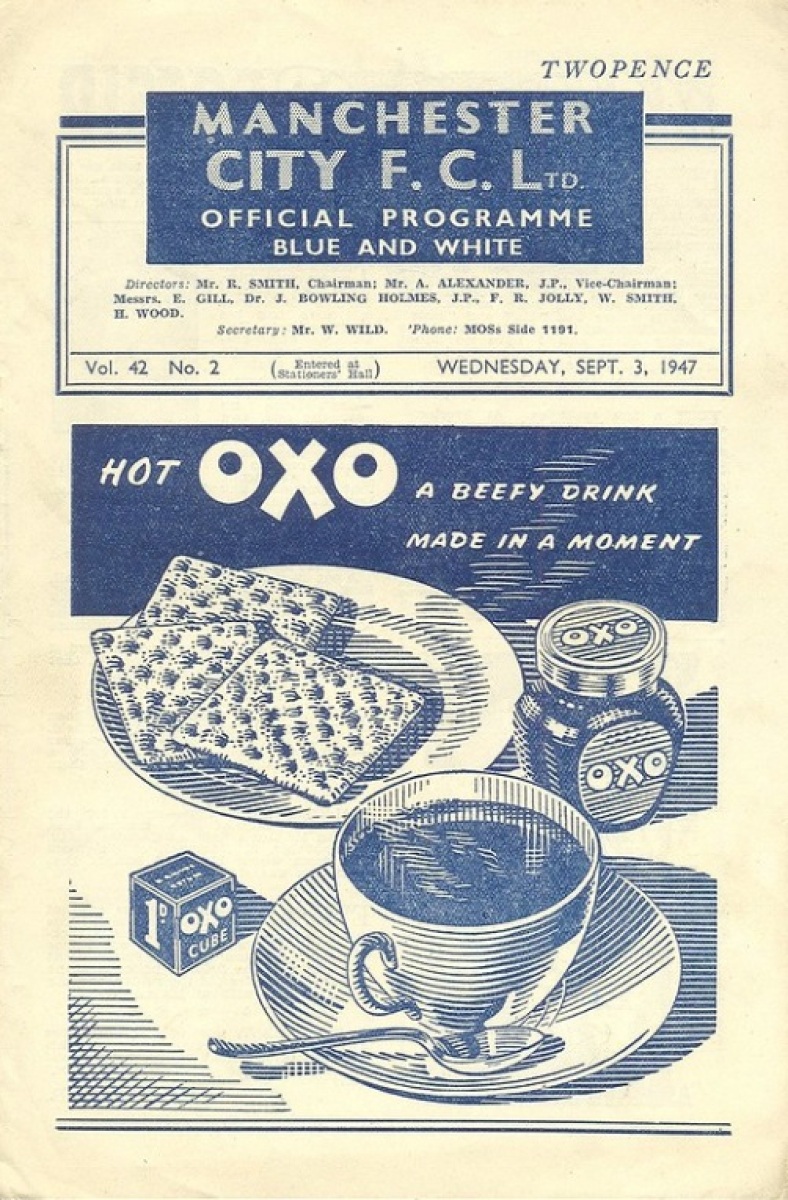 TWOPENCE
MANCHESTER
CITY F. C. LTD.
OFFICIAL PROGRAMME
BLUE AND WHITE
Directors: Mr. R. SMITH, Chairman; Mr. A. ALEXANDER, J.P., Vice-Chairman;
Messrs. E. GILL, Dr. J. BOWLING HOLMES, J.P., F. R. JOLLY, W. SMITH,
H. WOOD.
Secretary: Mr. W. WILD. 'Phone: MOSs Side 1191.
Vol. 42 No. 2 (Entered at Stationers' Hall) WEDNESDAY, SEPT. 3, 1947
HOT OXO A BEEFY DRINK
MADE IN A MOMENT
OXO
OXO
1D OXO
CUBE